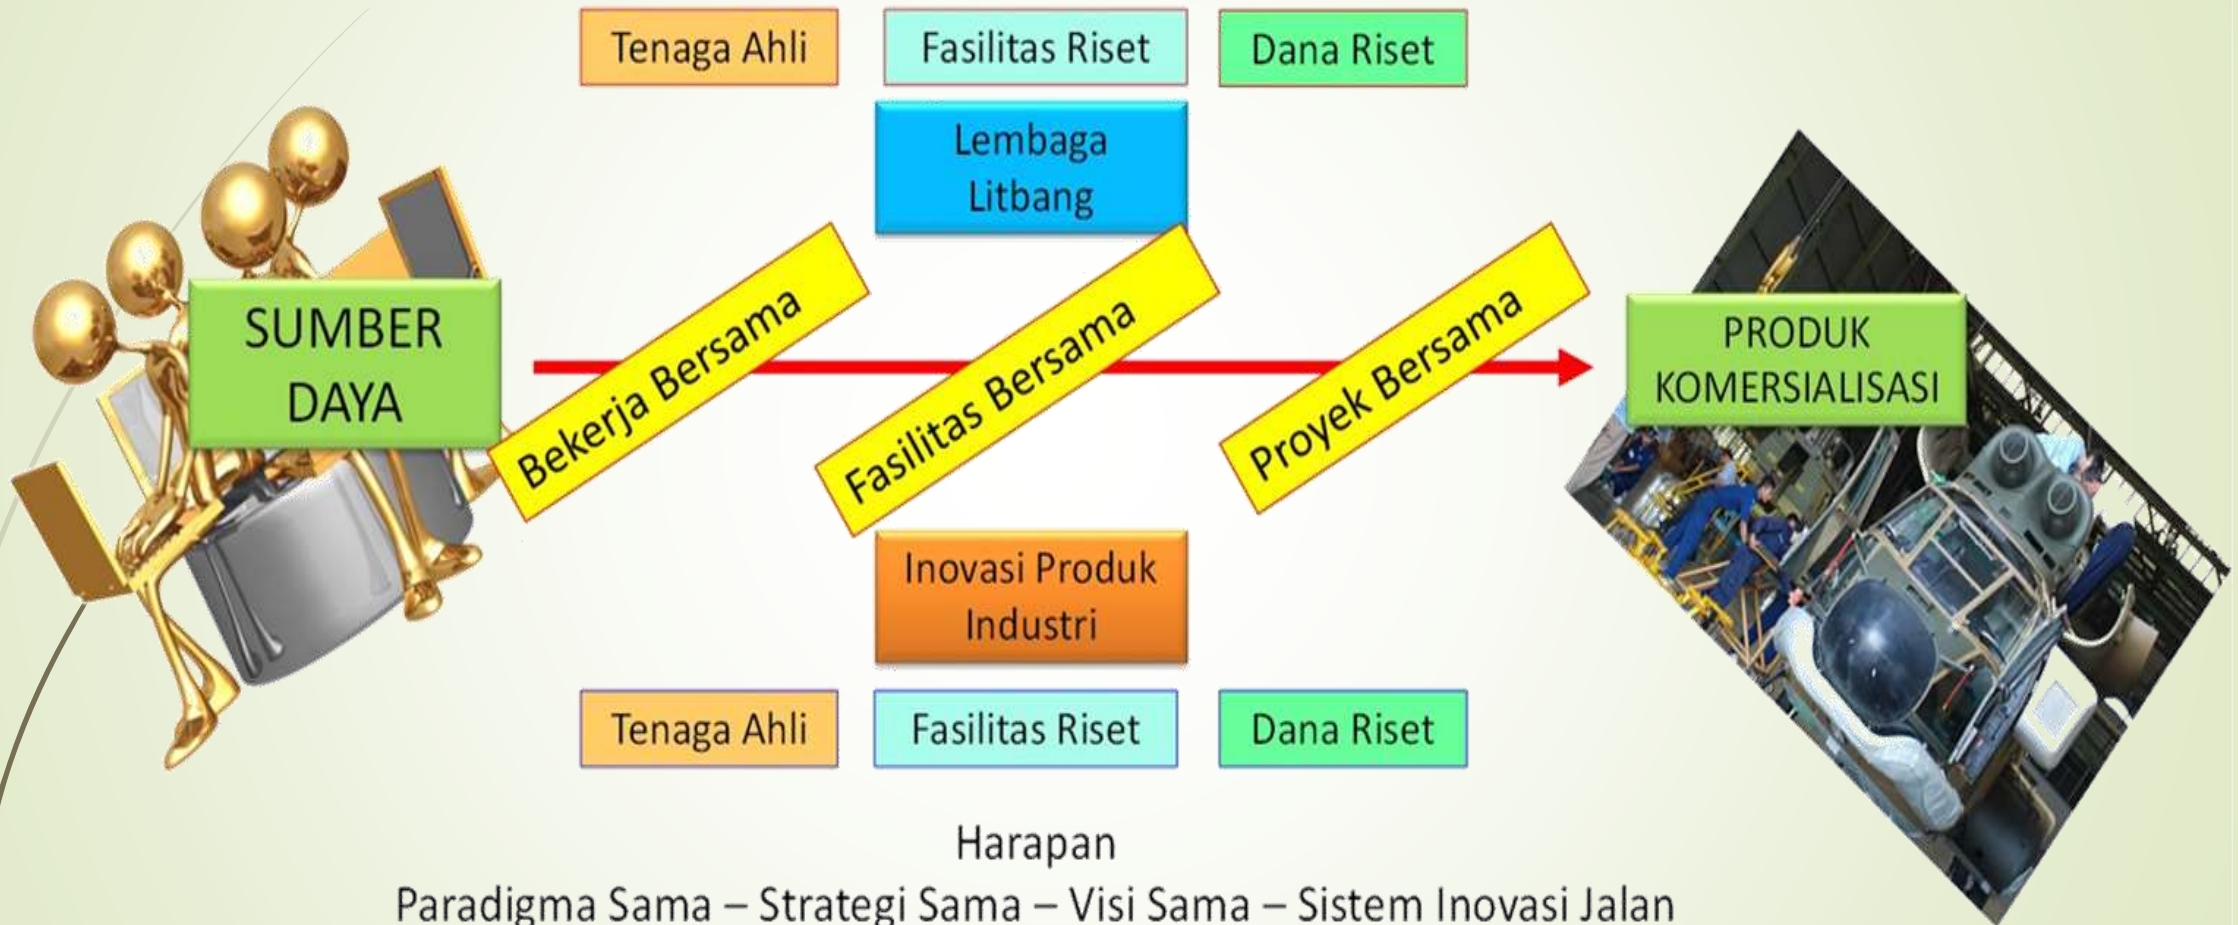 Tenaga Ahli
Fasilitas Riset
Dana Riset
Lembaga
Litbang
SUMBER
DAYA
Bekerja Bersama
Fasilitas Bersama
Proyek Bersama
PRODUK
KOMERSIALISASI
Inovasi Produk
Industri
Tenaga Ahli
Fasilitas Riset
Dana Riset
Harapan
Paradigma Sama – Strategi Sama – Visi Sama – Sistem Inovasi Jalan